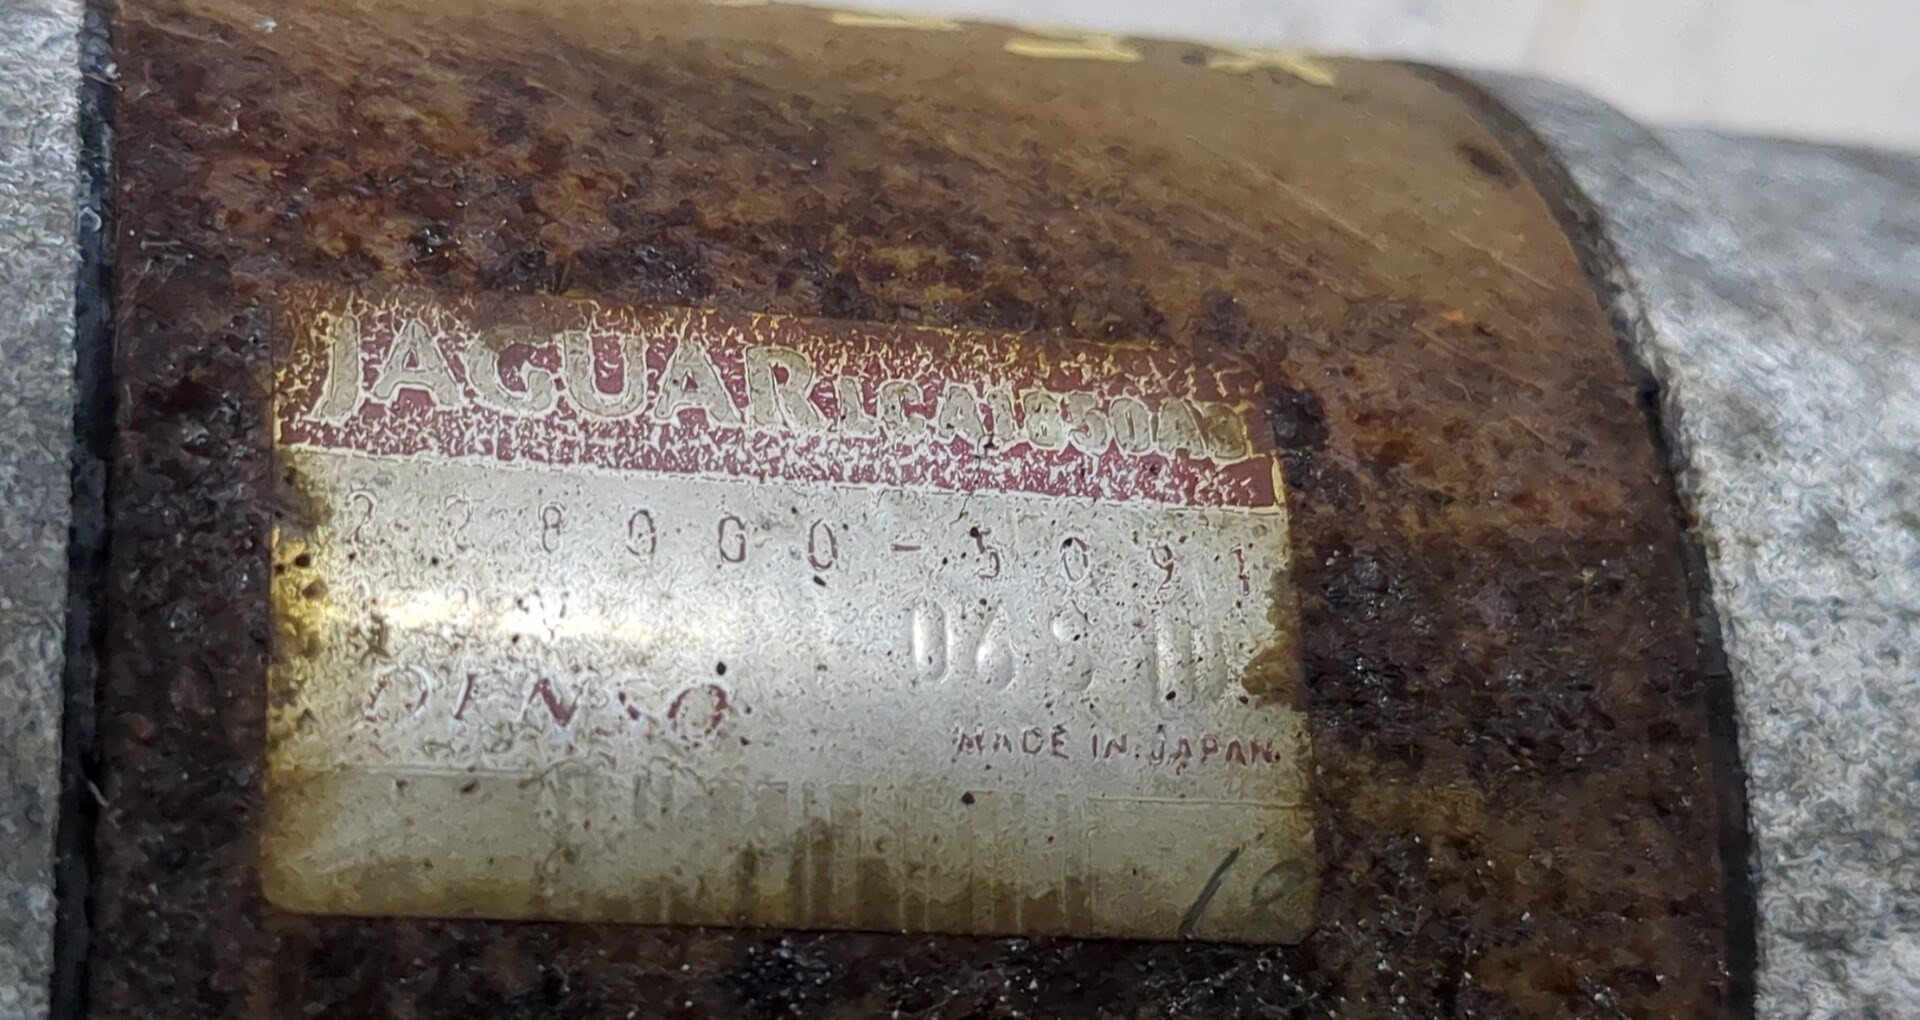 JAGUAR LCA1850AB
228000-5091
DENSO
MADE IN JAPAN